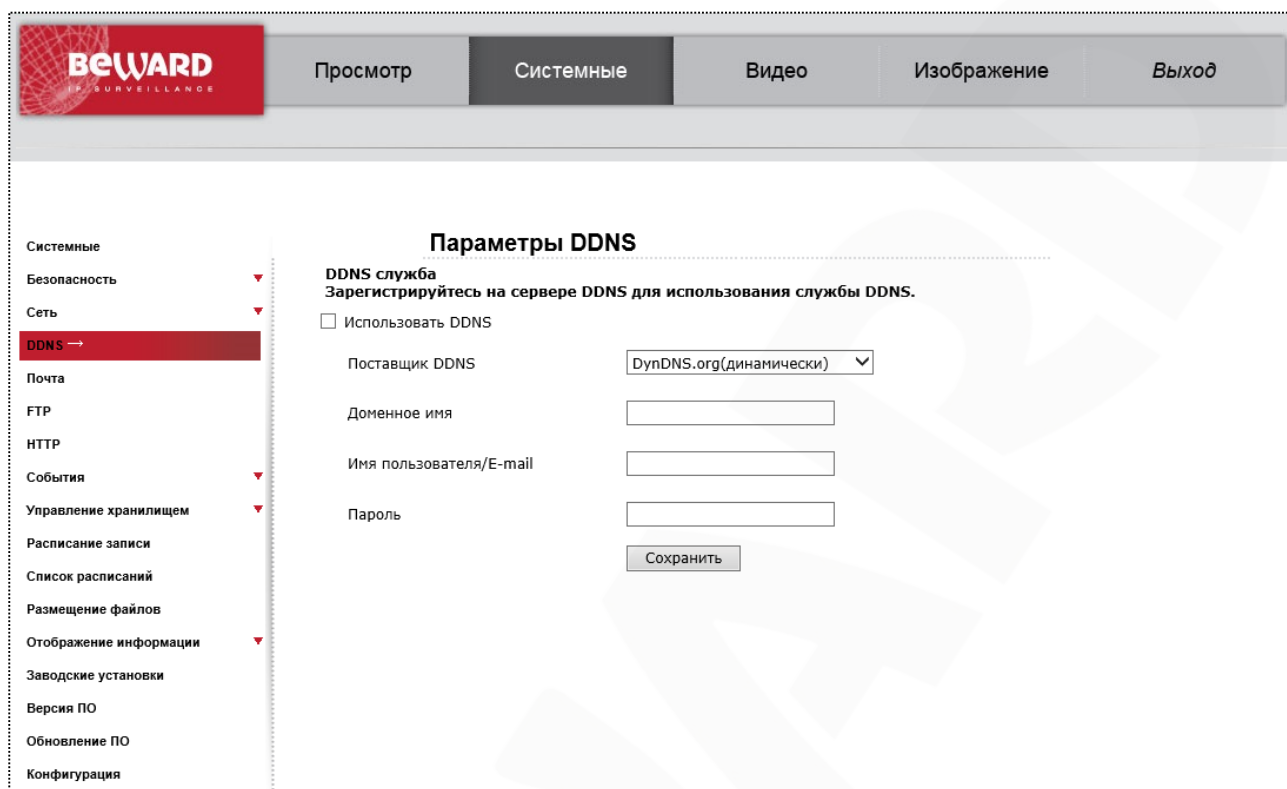 BEWARD
IP SURVEILLANCE
Просмотр
Системные
Видео
Изображение
Выход
Системные
Безопасность
Сеть
DDNS →
Почта
FTP
HTTP
События
Управление хранилищем
Расписание записи
Список расписаний
Размещение файлов
Отображение информации
Заводские установки
Версия ПО
Обновление ПО
Конфигурация
Параметры DDNS
DDNS служба
Зарегистрируйтесь на сервере DDNS для использования службы DDNS.
Использовать DDNS
Поставщик DDNS
DynDNS.org(динамически)
Доменное имя
Имя пользователя/E-mail
Пароль
Сохранить